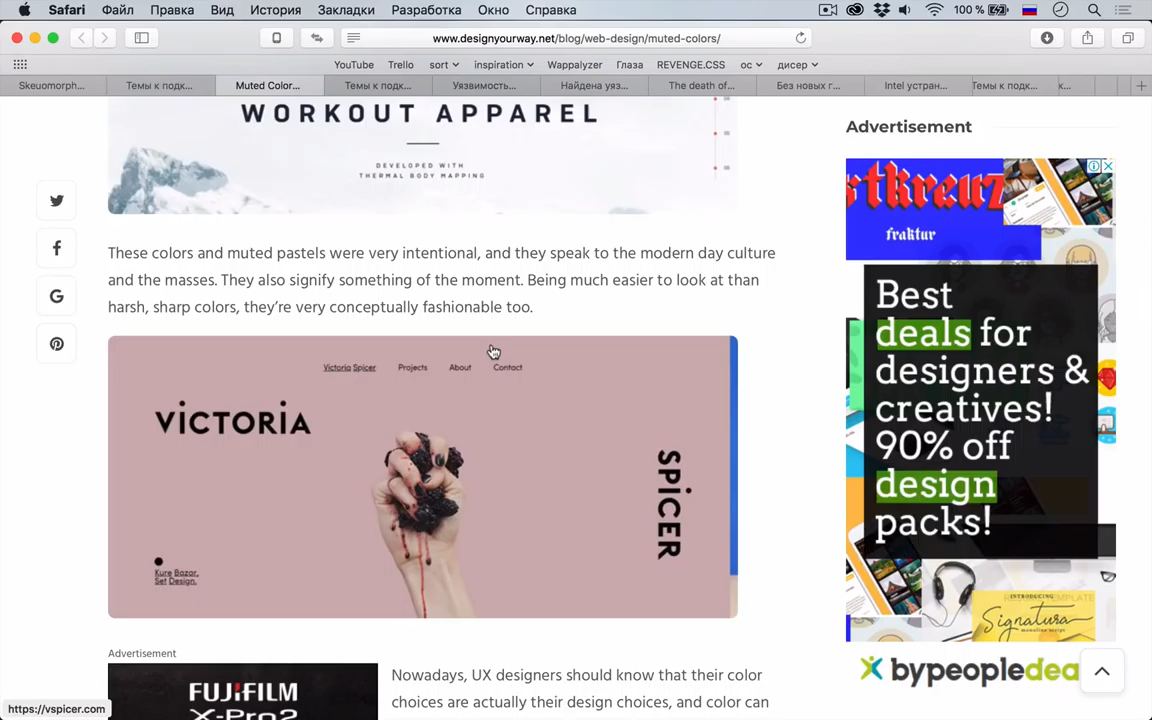 Safari Файл Правка Вид История Закладки Разработка Окно Справка 100 %
www.designyourway.net/blog/web-design/muted-colors/
YouTube Trello sort inspiration Wappalyzer Глаза REVENGE.CSS ос дисер
Skeuomorph... Темы к подк... Muted Color... Темы к подк... Уязвимость... Найдена уяз... The death of... Без новых г... Intel устран... Темы к подк... к...
WORKOUT APPAREL
DEVELOPED WITH
THERMAL BODY MAPPING
These colors and muted pastels were very intentional, and they speak to the modern day culture
and the masses. They also signify something of the moment. Being much easier to look at than
harsh, sharp colors, they're very conceptually fashionable too.
Victoria Spicer Projects About Contact
VICTORIA
SPICER
Kure Bazar,
Set Design,
Advertisement
FUJIFILM
X-Pro2
Nowadays, UX designers should know that their color
choices are actually their design choices, and color can
Advertisement
stkreuz
fraktur
Best
deals for
designers &
creatives!
90% off
design
packs!
INTRODUCING
Signatura
bypeopledea
https://vspicer.com